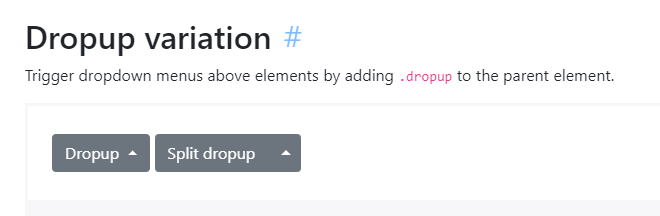 Dropup variation #
Trigger dropdown menus above elements by adding .dropup to the parent element.
Dropup Split dropup